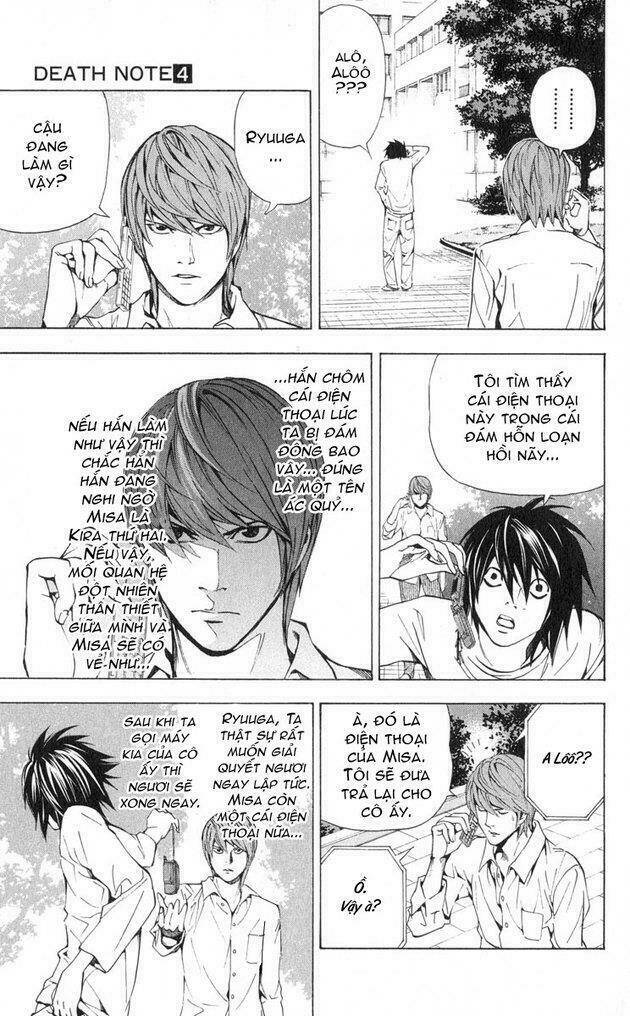 DEATH NOTE 4
ALÔ,
ALÔÔ
???
.........
RYUUGA
...
CẬU
ĐANG
LÀM GÌ
VẬY?
TÔI TÌM THẤY
CÁI ĐIỆN THOẠI
NÀY TRONG CÁI
ĐÁM HỖN LOẠN
HỒI NÃY...
...HẮN CHÔM
CÁI ĐIỆN
THOẠI LÚC
TA BỊ ĐÁM
ĐÔNG BAO
VÂY... ĐÚNG
LÀ MỘT TÊN
ÁC QUỶ...
NẾU HẮN LÀM
NHƯ VẬY THÌ
CHẮC HẲN
HẮN ĐANG
NGHI NGỜ
MISA LÀ
KIRA THỨ HAI.
NẾU VẬY,
MỐI QUAN HỆ
ĐỘT NHIÊN
THÂN THIẾT
GIỮA MÌNH VÀ
MISA SẼ CÓ
VẺ NHƯ...
A LÔÔ??
À, ĐÓ LÀ
ĐIỆN THOẠI
CỦA MISA.
TÔI SẼ ĐƯA
TRẢ LẠI CHO
CÔ ẤY.
Ồ.
VẬY À?
RYUUGA, TA
THẬT SỰ RẤT
MUỐN GIẢI
QUYẾT NGƯƠI
NGAY LẬP TỨC.
MISA CÒN
MỘT CÁI ĐIỆN
THOẠI NỮA...
SAU KHI TA
GỌI MÁY
KIA CỦA CÔ
ẤY THÌ
NGƯƠI SẼ
XONG NGAY.